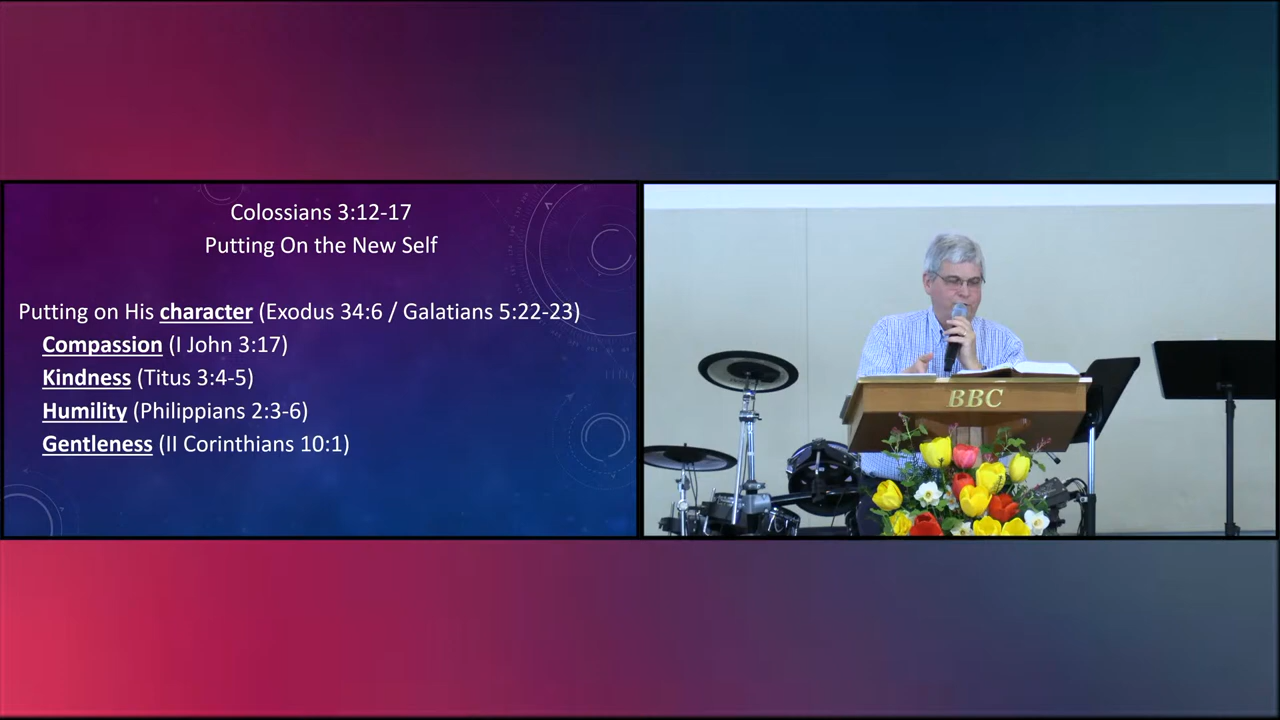 Colossians 3:12-17
Putting On the New Self
Putting on His character (Exodus 34:6 / Galatians 5:22-23)
Compassion (I John 3:17)
Kindness (Titus 3:4-5)
Humility (Philippians 2:3-6)
Gentleness (II Corinthians 10:1)
BBC